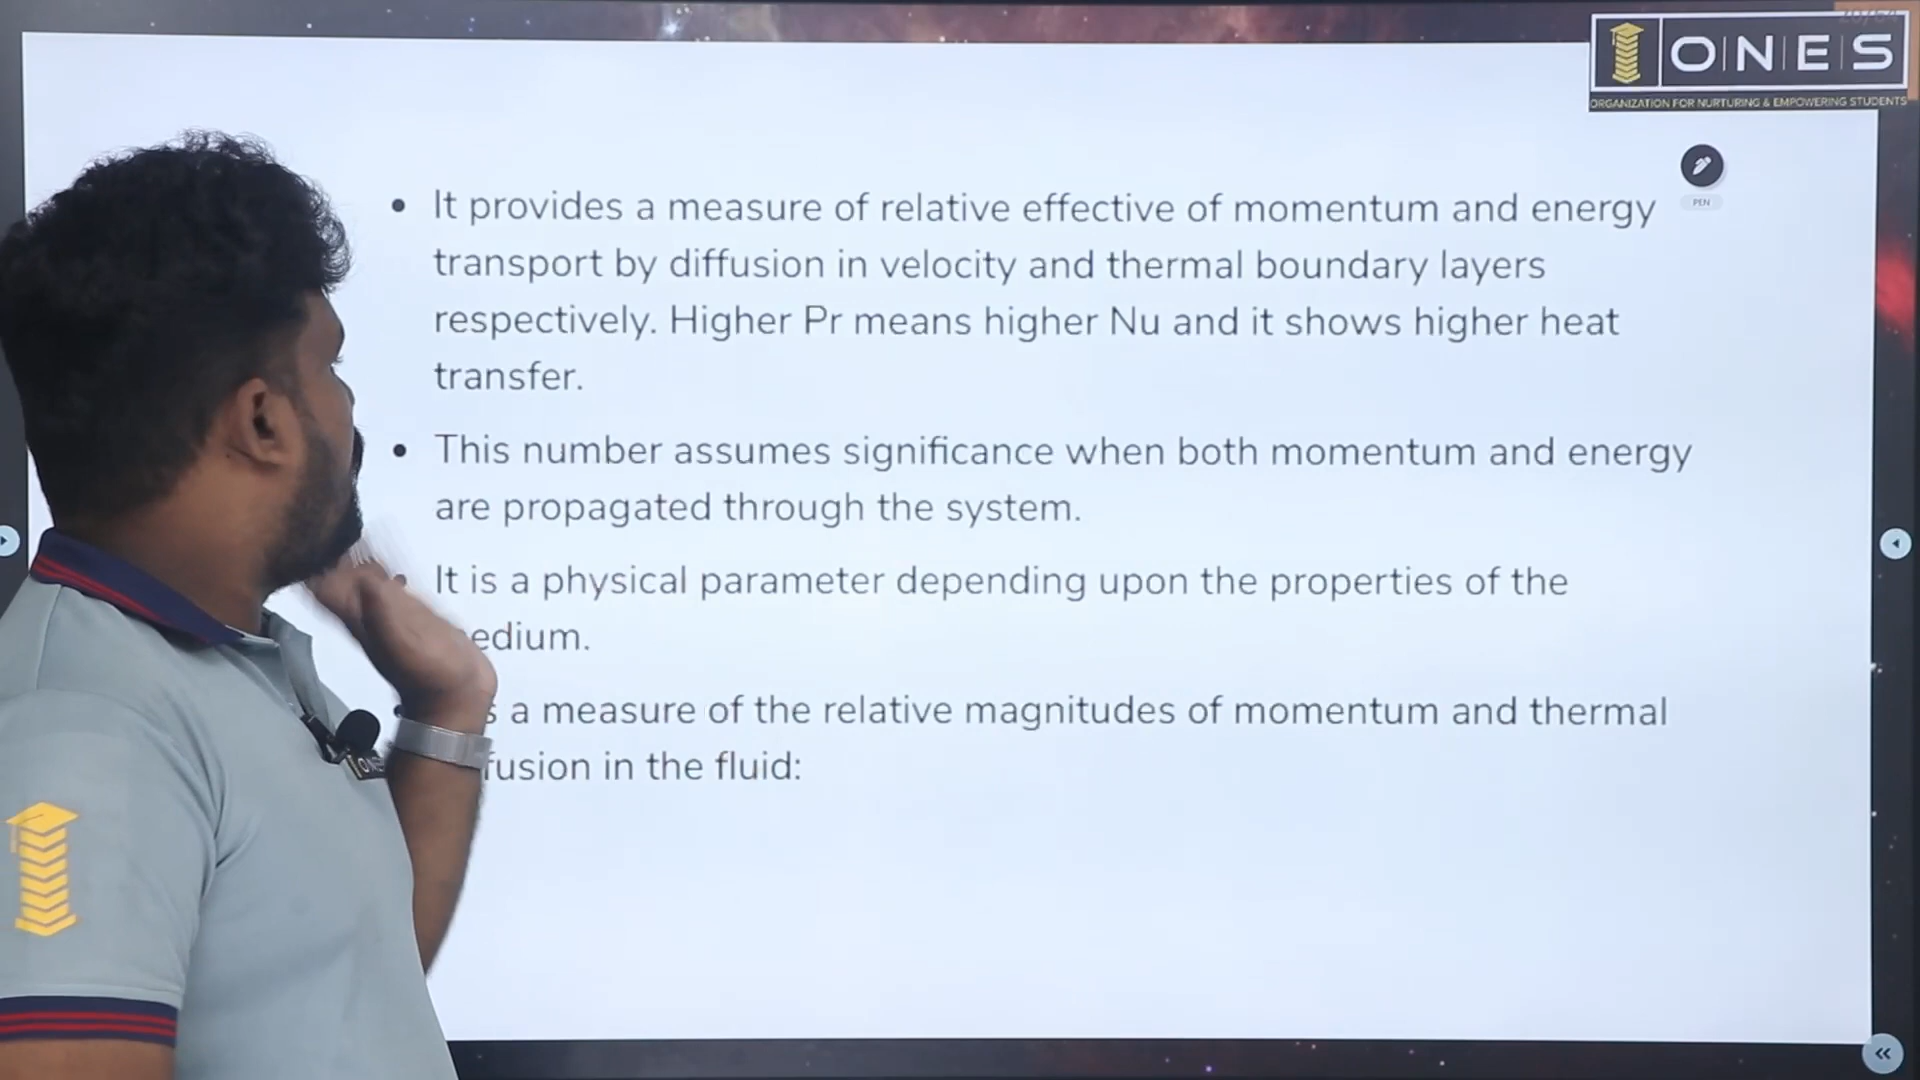 ONES
ORGANIZATION FOR NURTURING & EMPOWERING STUDENTS
PEN
• It provides a measure of relative effective of momentum and energy
transport by diffusion in velocity and thermal boundary layers
respectively. Higher Pr means higher Nu and it shows higher heat
transfer.
• This number assumes significance when both momentum and energy
are propagated through the system.
It is a physical parameter depending upon the properties of the
edium.
s a measure of the relative magnitudes of momentum and thermal
fusion in the fluid: